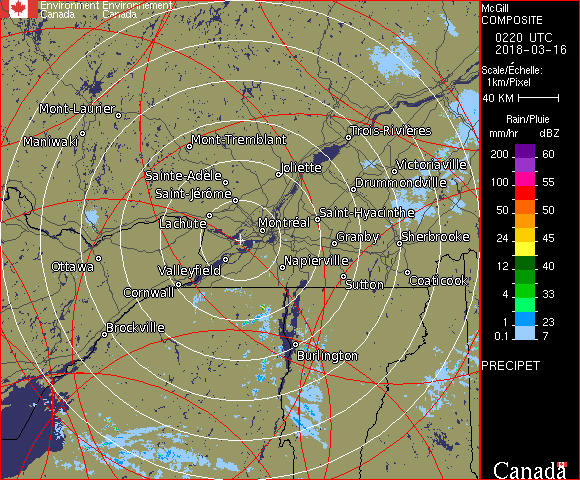 Environment Environnement
Canada Canada
McGill
COMPOSITE
0220 UTC
2018-03-16
Scale/Échelle:
1km/Pixel
40 KM
Rain/Pluie
mm/hr dBZ
200 60
100 55
50 50
24 45
12 40
4 33
1 23
0.1 7
PRECIPET
Canada
Mont-Laurier
Maniwaki
Mont-Tremblant
Trois-Rivières
Sainte-Adèle
Joliette
Victoriaville
Saint-Jérôme
Drummondville
Lachute
Montréal
Saint-Hyacinthe
Granby
Sherbrooke
Ottawa
Valleyfield
Napierville
Cornwall
Sutton
Coaticook
Brockville
Burlington